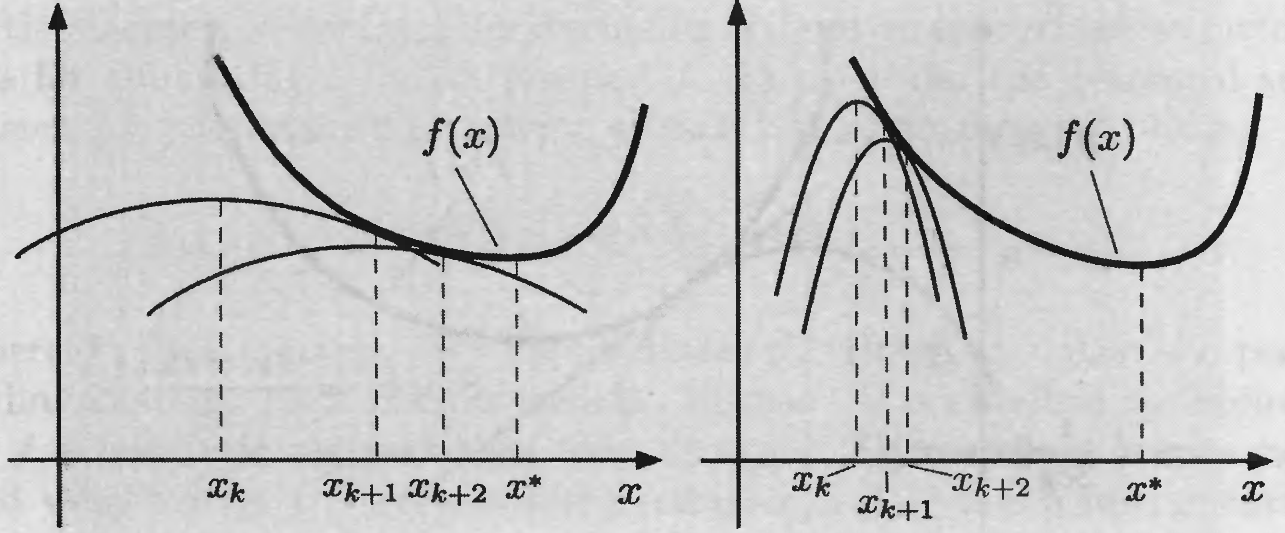 f(x)
x_k x_{k+1} x_{k+2} x* x
f(x)
x_k x_{k+1} x_{k+2} x* x